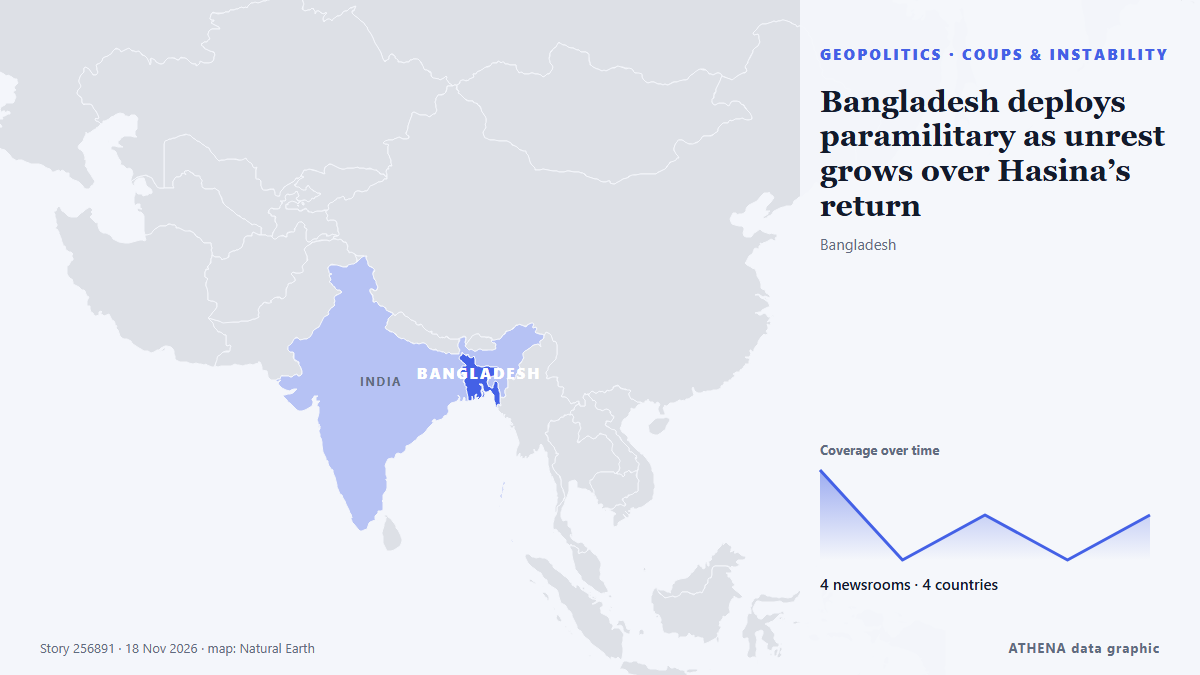 GEOPOLITICS · COUPS & INSTABILITY
Bangladesh deploys
paramilitary as unrest
grows over Hasina’s
return
Bangladesh
INDIA
BANGLADESH
Coverage over time
4 newsrooms · 4 countries
Story 256891 · 18 Nov 2026 · map: Natural Earth
ATHENA data graphic